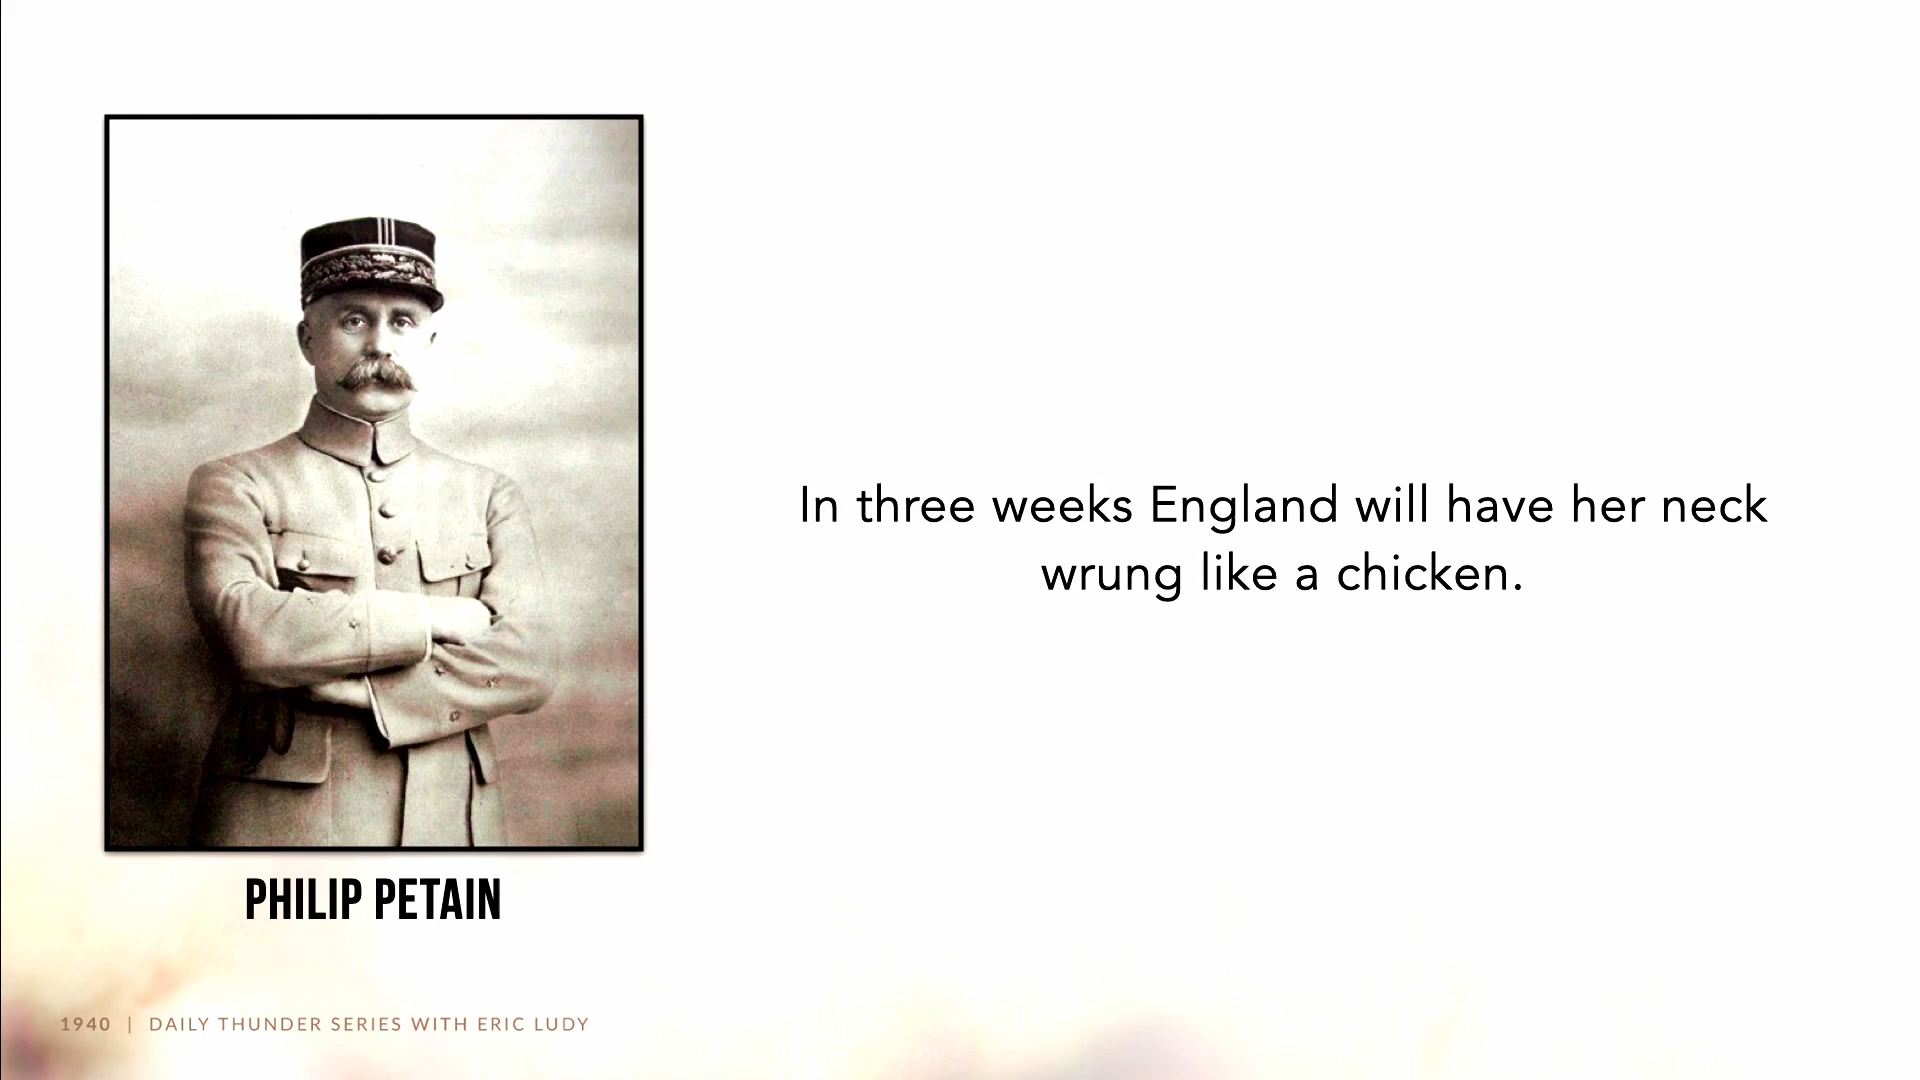 In three weeks England will have her neck
wrung like a chicken.
PHILIP PETAIN
1940 | DAILY THUNDER SERIES WITH ERIC LUDY